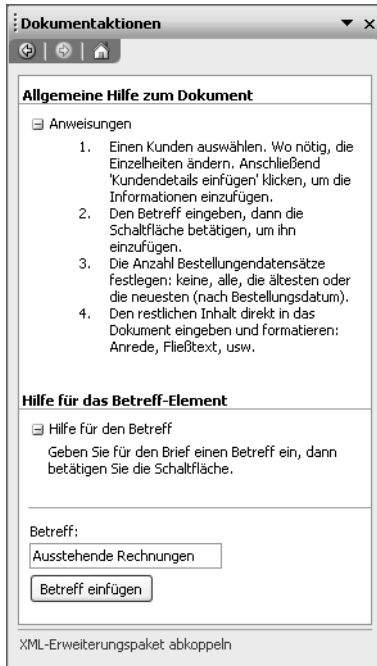 Dokumentaktionen
Allgemeine Hilfe zum Dokument
Anweisungen
1. Einen Kunden auswählen. Wo nötig, die
Einzelheiten ändern. Anschließend
'Kundendetails einfügen' klicken, um die
Informationen einzufügen.
2. Den Betreff eingeben, dann die
Schaltfläche betätigen, um ihn
einzufügen.
3. Die Anzahl Bestellungendatensätze
festlegen: keine, alle, die ältesten oder
die neuesten (nach Bestellungsdatum).
4. Den restlichen Inhalt direkt in das
Dokument eingeben und formatieren:
Anrede, Fließtext, usw.
Hilfe für das Betreff-Element
Hilfe für den Betreff
Geben Sie für den Brief einen Betreff ein, dann
betätigen Sie die Schaltfläche.
Betreff:
Ausstehende Rechnungen
Betreff einfügen
XML-Erweiterungspaket abkoppeln